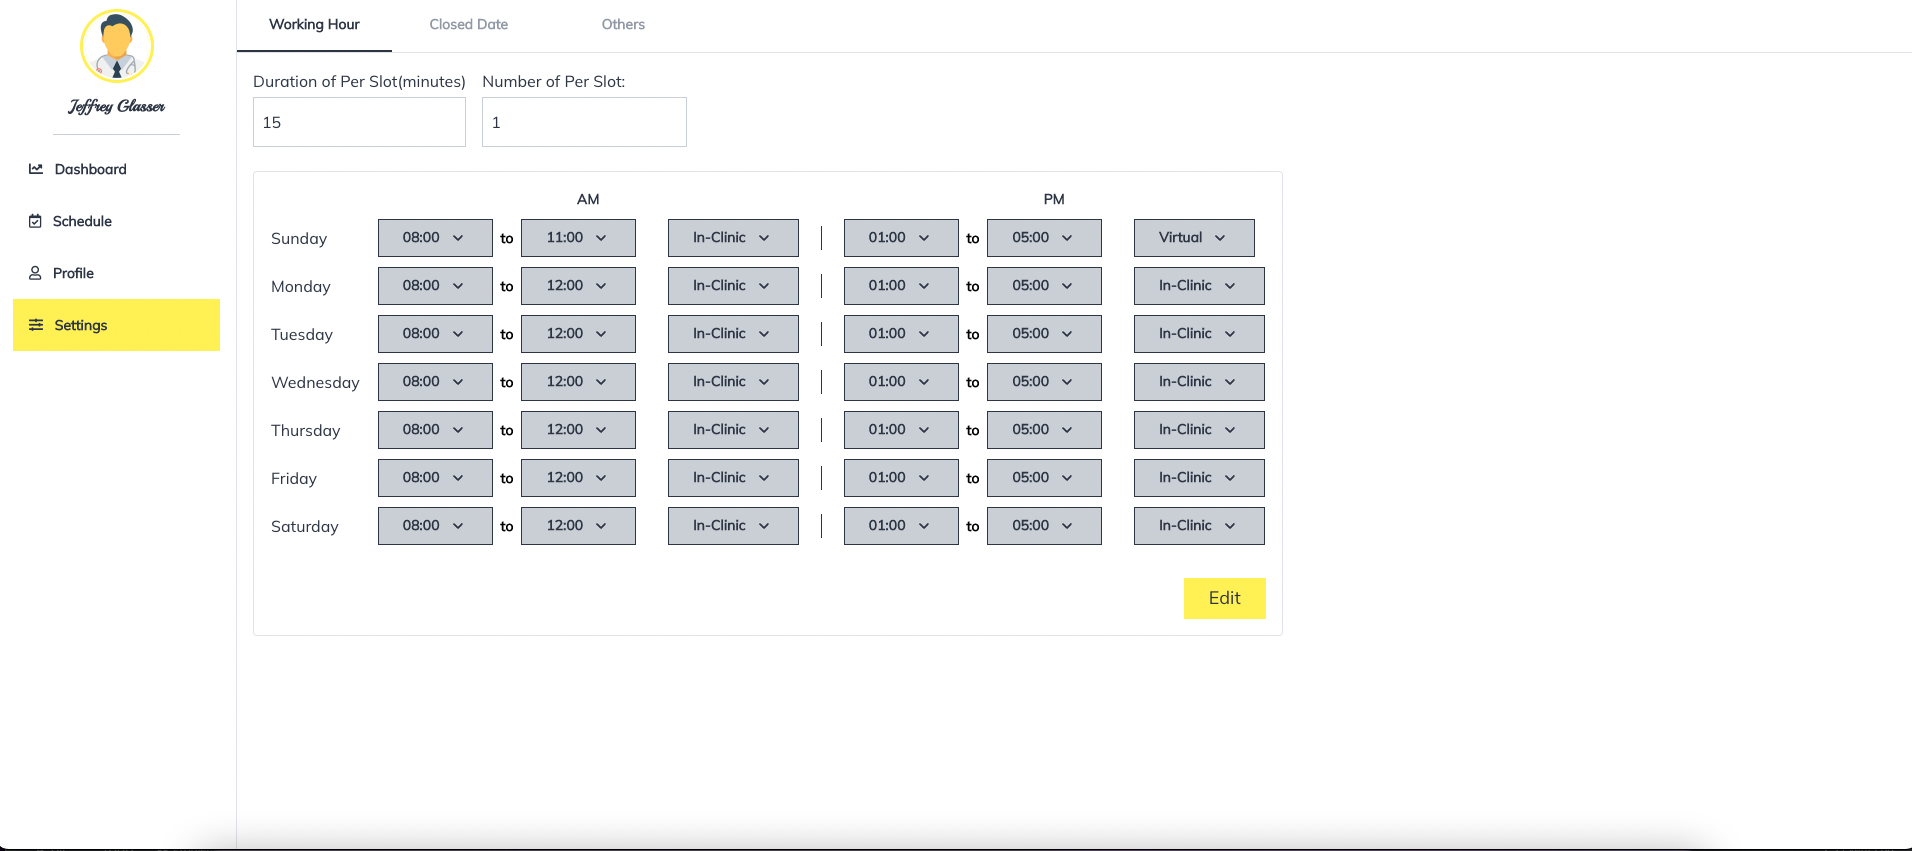 Jeffrey Glasser
Dashboard
Schedule
Profile
Settings
Working Hour Closed Date Others
Duration of Per Slot(minutes) Number of Per Slot:
15 1
AM PM
Sunday 08:00 to 11:00 In-Clinic | 01:00 to 05:00 Virtual
Monday 08:00 to 12:00 In-Clinic | 01:00 to 05:00 In-Clinic
Tuesday 08:00 to 12:00 In-Clinic | 01:00 to 05:00 In-Clinic
Wednesday 08:00 to 12:00 In-Clinic | 01:00 to 05:00 In-Clinic
Thursday 08:00 to 12:00 In-Clinic | 01:00 to 05:00 In-Clinic
Friday 08:00 to 12:00 In-Clinic | 01:00 to 05:00 In-Clinic
Saturday 08:00 to 12:00 In-Clinic | 01:00 to 05:00 In-Clinic
Edit